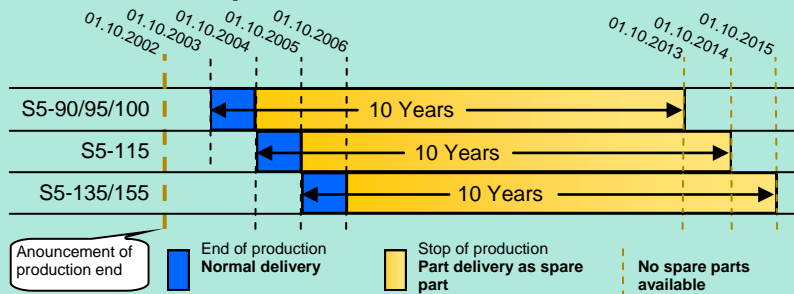 01.10.2002
01.10.2003
01.10.2004
01.10.2005
01.10.2006
01.10.2013
01.10.2014
01.10.2015
S5-90/95/100
10 Years
S5-115
10 Years
S5-135/155
10 Years
Anouncement of
production end
End of production
Normal delivery
Stop of production
Part delivery as spare
part
No spare parts
available